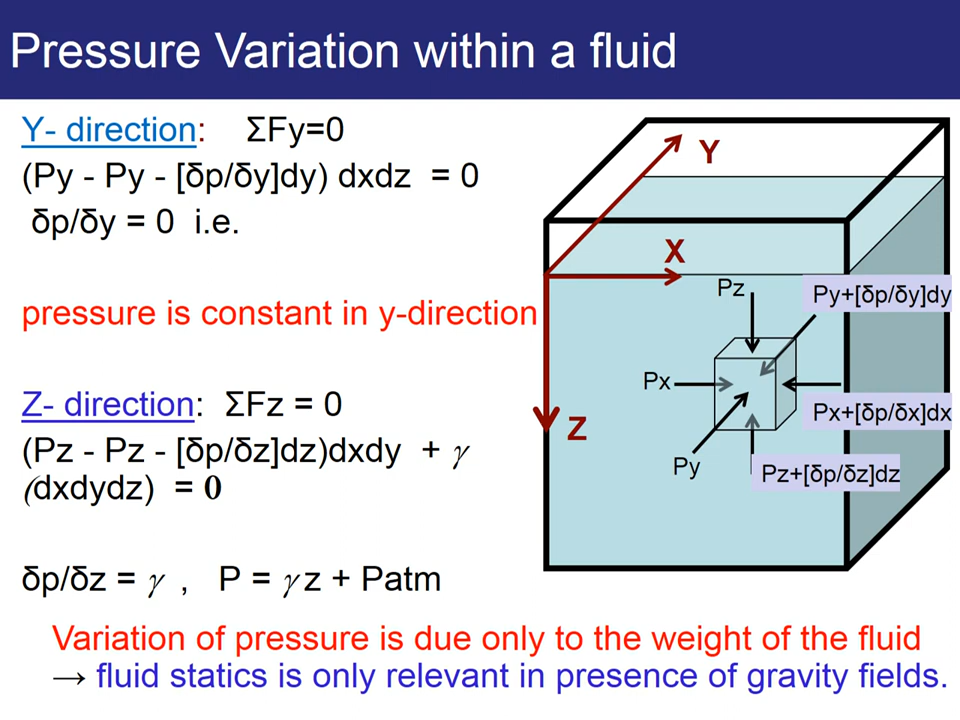 Pressure Variation within a fluid
Y- direction: ΣFy=0
(Py - Py - [δp/δy]dy) dxdz = 0
δp/δy = 0 i.e.
pressure is constant in y-direction
Z- direction: ΣFz = 0
(Pz - Pz - [δp/δz]dz)dxdy + γ
(dxdydz) = 0
δp/δz = γ , P = γ z + Patm
Variation of pressure is due only to the weight of the fluid
→ fluid statics is only relevant in presence of gravity fields.
Y
X
Z
Pz
Py+[δp/δy]dy
Px
Px+[δp/δx]dx
Py
Pz+[δp/δz]dz